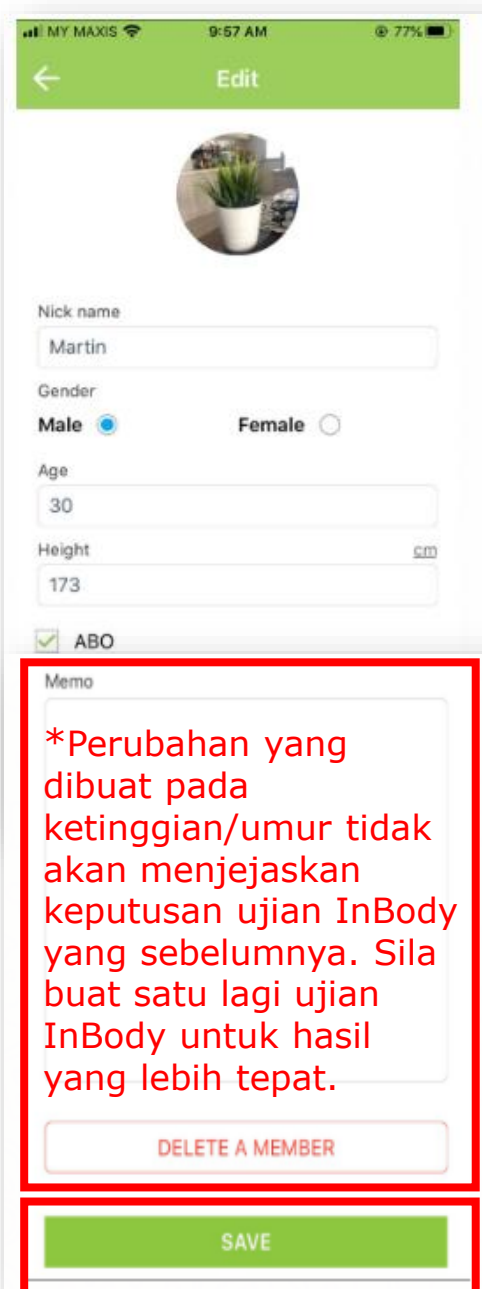 MY MAXIS 9:57 AM 77%
Edit
Nick name
Martin
Gender
Male Female
Age
30
Height cm
173
ABO
Memo
*Perubahan yang
dibuat pada
ketinggian/umur tidak
akan menjejaskan
keputusan ujian InBody
yang sebelumnya. Sila
buat satu lagi ujian
InBody untuk hasil
yang lebih tepat.
DELETE A MEMBER
SAVE